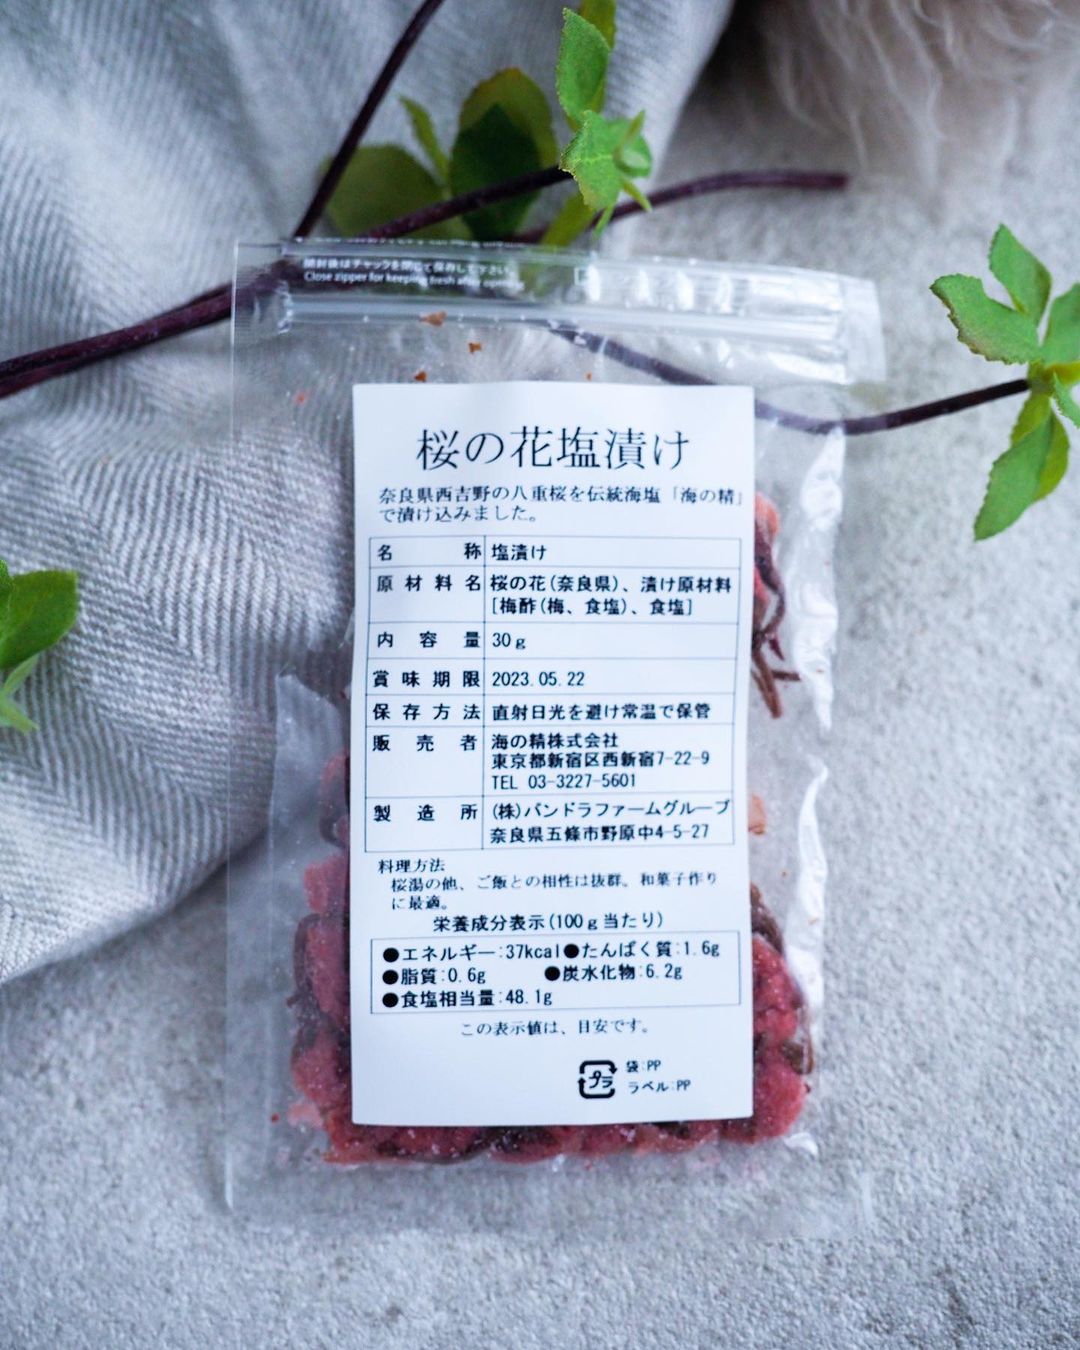 開封後はチャックを閉じて保存して下さい。
Close zipper for keeping fresh after opening
桜の花塩漬け
奈良県西吉野の八重桜を伝統海塩「海の精」
で漬け込みました。
名称 塩漬け
原材料名 桜の花(奈良県)、漬け原材料
[梅酢(梅、食塩)、食塩]
内容量 30g
賞味期限 2023.05.22
保存方法 直射日光を避け常温で保管
販売者 海の精株式会社
東京都新宿区西新宿7-22-9
TEL 03-3227-5601
製造所 (株)パンドラファームグループ
奈良県五條市野原中4-5-27
料理方法
桜湯の他、ご飯との相性は抜群。和菓子作り
に最適。
栄養成分表示(100g当たり)
●エネルギー:37kcal●たんぱく質:1.6g
●脂質:0.6g ●炭水化物:6.2g
●食塩相当量:48.1g
この表示値は、目安です。
プラ 袋:PP
ラベル:PP